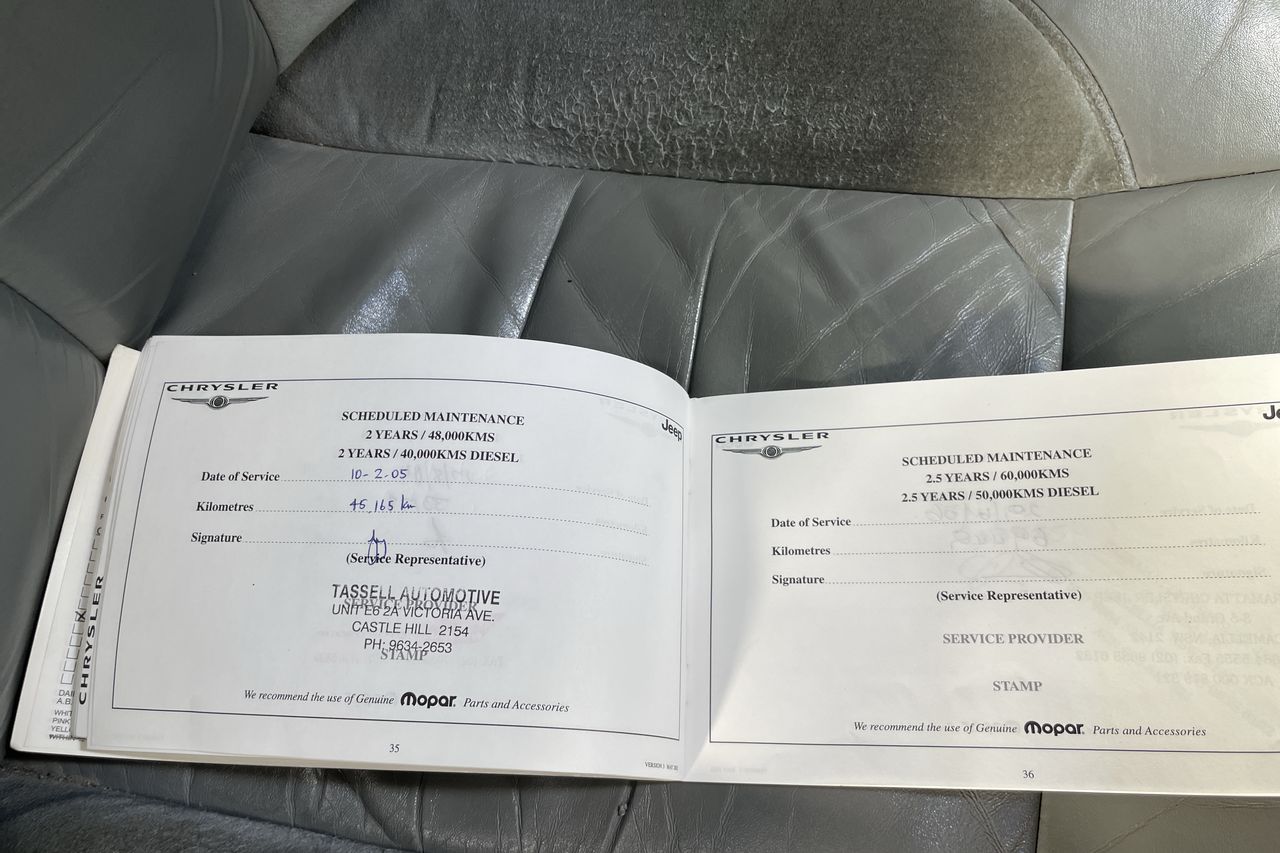 CHRYSLER
Jeep
SCHEDULED MAINTENANCE
2 YEARS / 48,000KMS
2 YEARS / 40,000KMS DIESEL
Date of Service 10-2-05
Kilometres 45,165 km
Signature
(Service Representative)
TASSELL AUTOMOTIVE
SERVICE PROVIDER
UNIT E6 2A VICTORIA AVE.
CASTLE HILL 2154
PH: 9634-2653
STAMP
We recommend the use of Genuine Mopar. Parts and Accessories
35
CHRYSLER
CHRYSLER
Je
SCHEDULED MAINTENANCE
2.5 YEARS / 60,000KMS
2.5 YEARS / 50,000KMS DIESEL
Date of Service
Kilometres
Signature
(Service Representative)
SERVICE PROVIDER
STAMP
We recommend the use of Genuine Mopar. Parts and Accessories
36